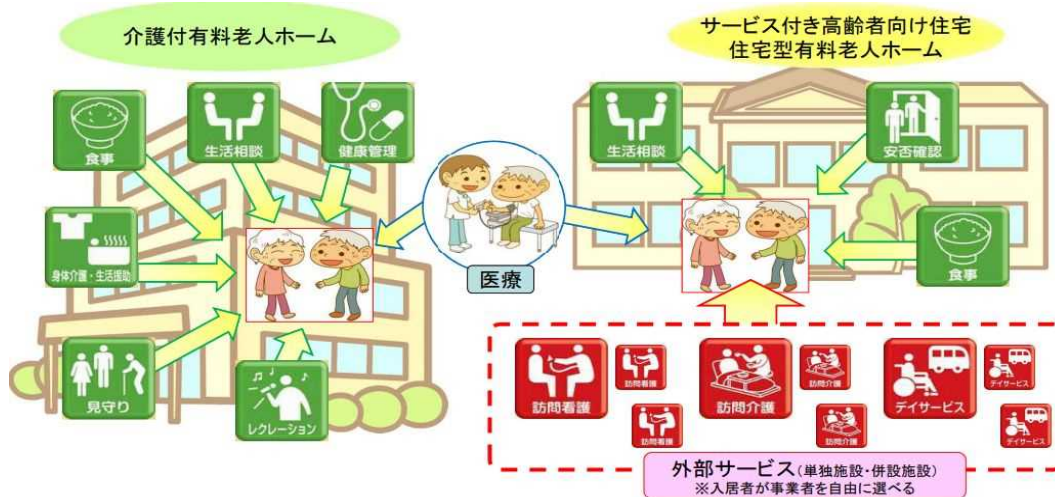 介護付有料老人ホーム
食事
生活相談
健康管理
身体介護・生活援助
見守り
レクレーション
医療
サービス付き高齢者向け住宅
住宅型有料老人ホーム
生活相談
安否確認
食事
訪問看護
訪問看護
訪問看護
訪問介護
訪問介護
訪問介護
デイサービス
デイサービス
デイサービス
外部サービス(単独施設・併設施設)
※入居者が事業者を自由に選べる